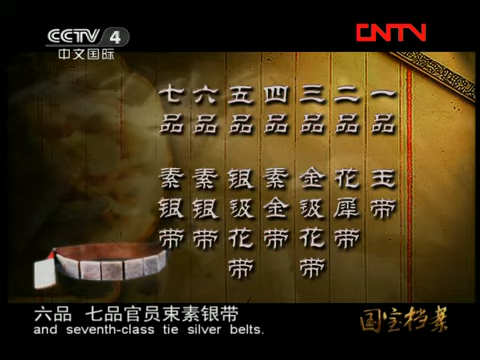 CCTV 4
中文国际
CNTV
一品 玉带
二品 花犀带
三品 金级花带
四品 素金带
五品 银级花带
六品 素银带
七品 素银带
六品 七品官员束素银带
and seventh-class tie silver belts.
国宝档案